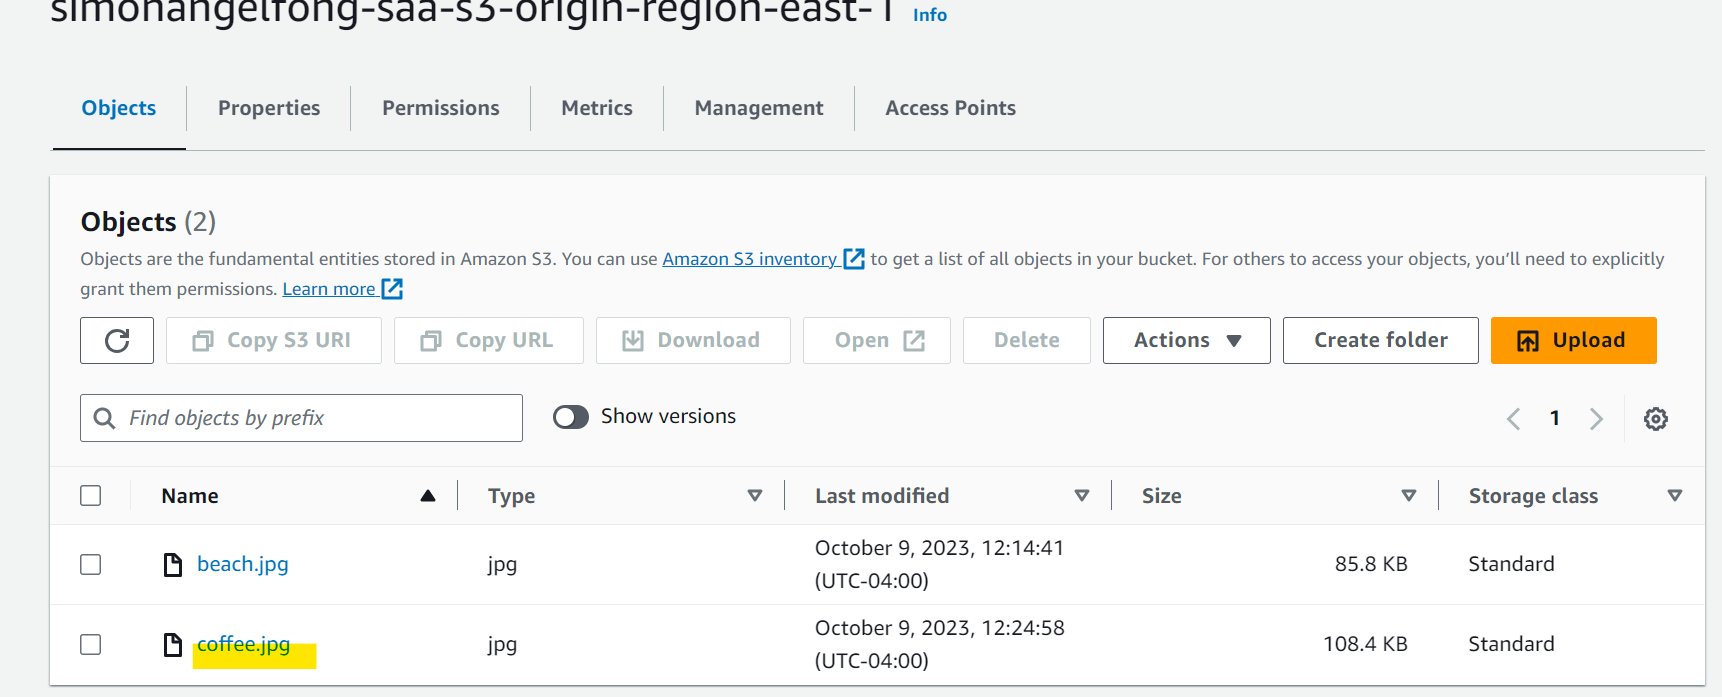 simonangelfong-saa-s3-origin-region-east-1 Info
Objects Properties Permissions Metrics Management Access Points
Objects (2)
Objects are the fundamental entities stored in Amazon S3. You can use Amazon S3 inventory to get a list of all objects in your bucket. For others to access your objects, you’ll need to explicitly
grant them permissions. Learn more
Copy S3 URI Copy URL Download Open Delete Actions Create folder Upload
Find objects by prefix Show versions 1
Name Type Last modified Size Storage class
beach.jpg jpg October 9, 2023, 12:14:41 (UTC-04:00) 85.8 KB Standard
coffee.jpg jpg October 9, 2023, 12:24:58 (UTC-04:00) 108.4 KB Standard